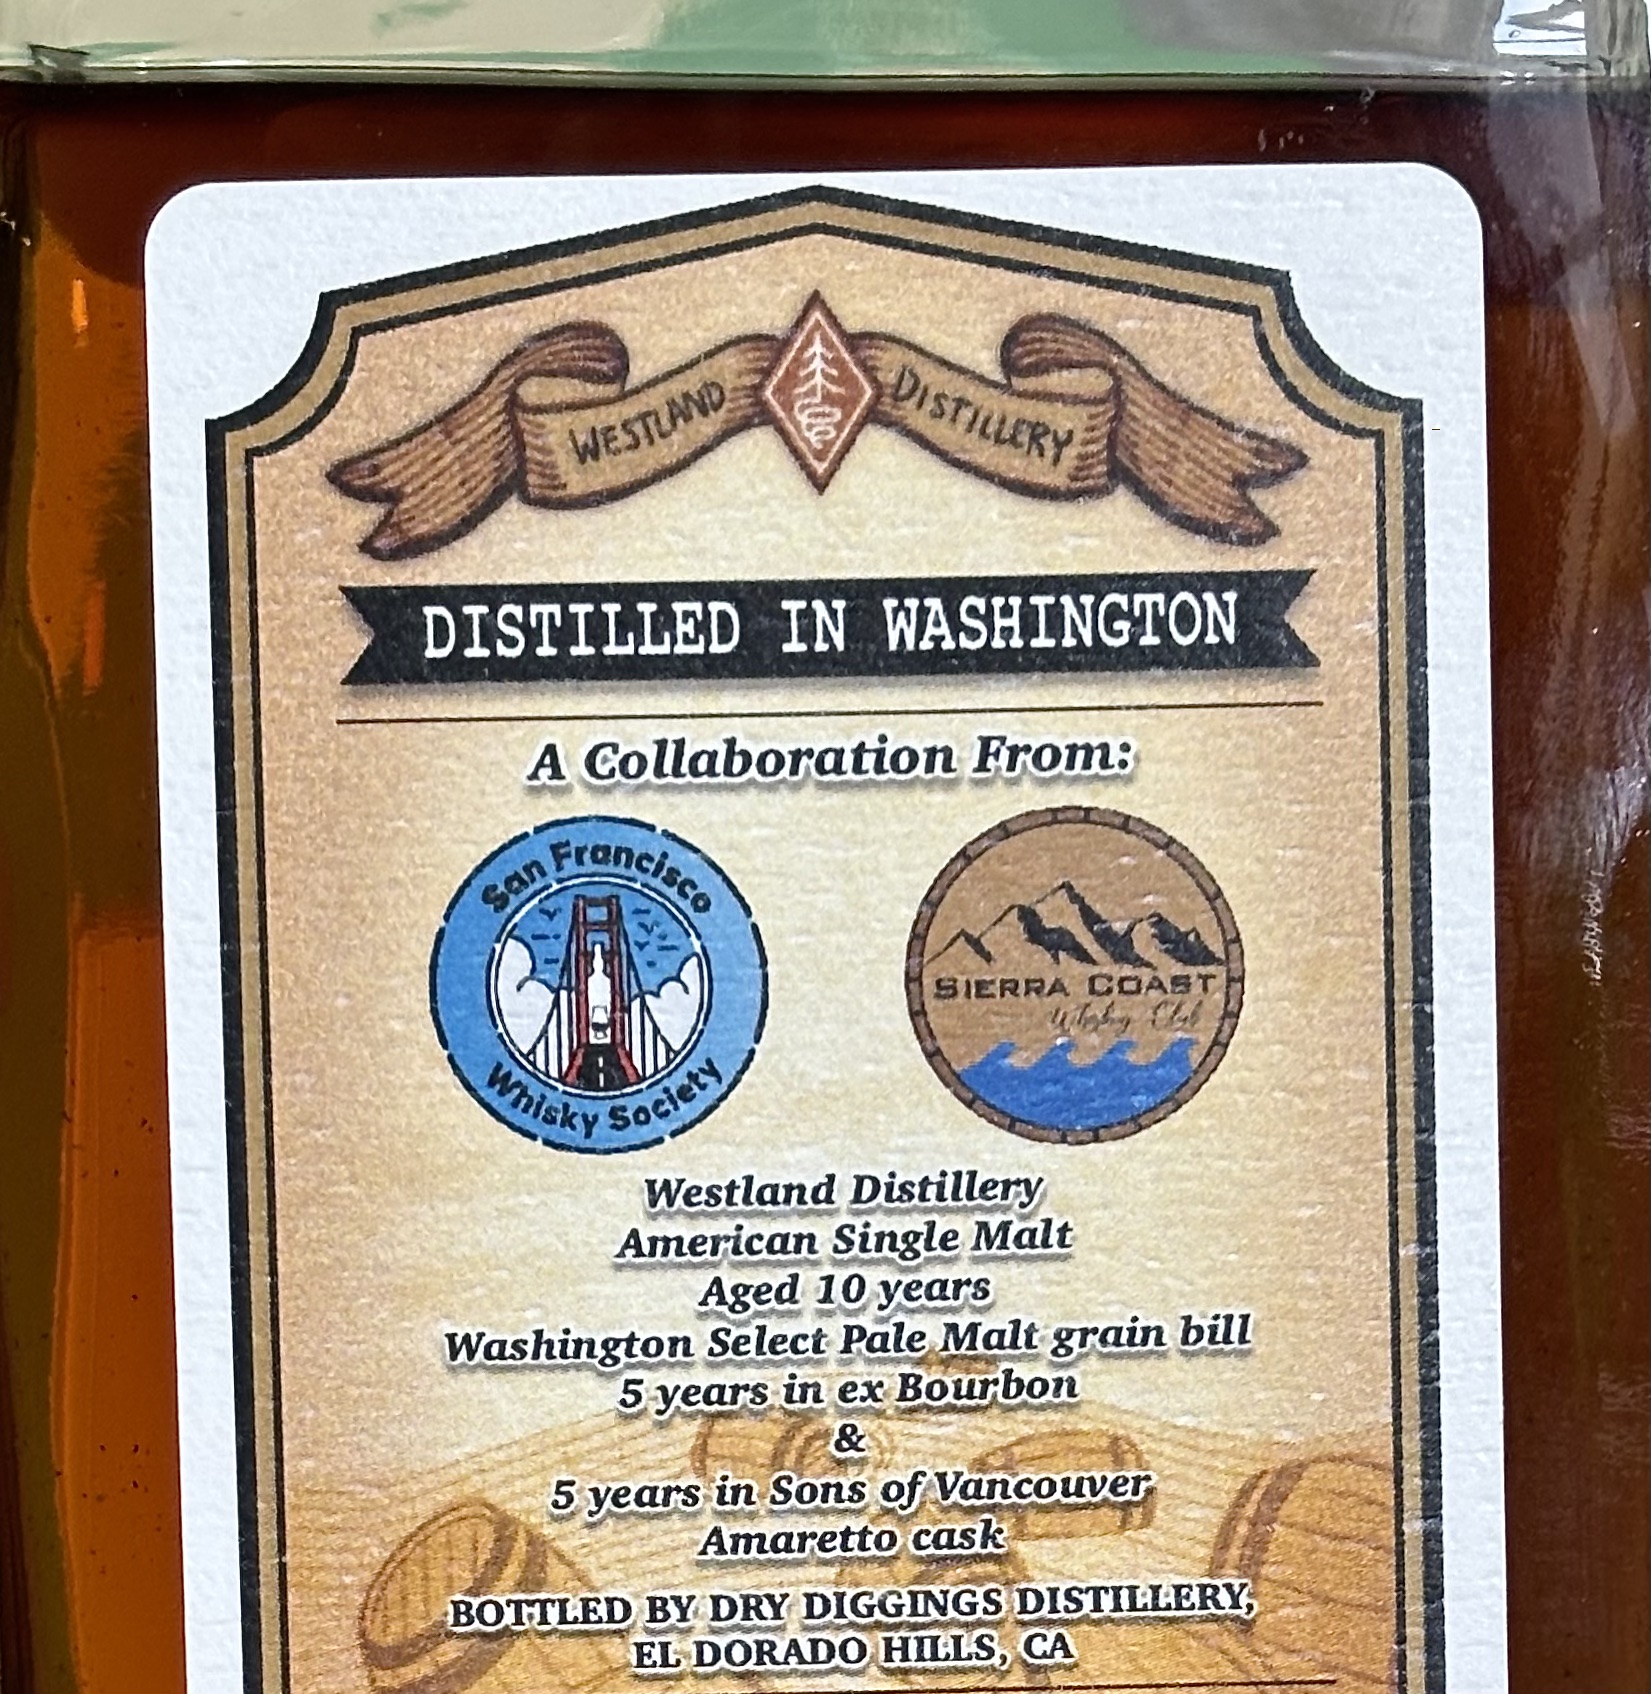 WESTLAND DISTILLERY
DISTILLED IN WASHINGTON
A Collaboration From:
San Francisco
Whisky Society
SIERRA COAST
Whisky Club
Westland Distillery
American Single Malt
Aged 10 years
Washington Select Pale Malt grain bill
5 years in ex Bourbon
&
5 years in Sons of Vancouver
Amaretto cask
BOTTLED BY DRY DIGGINGS DISTILLERY,
EL DORADO HILLS, CA